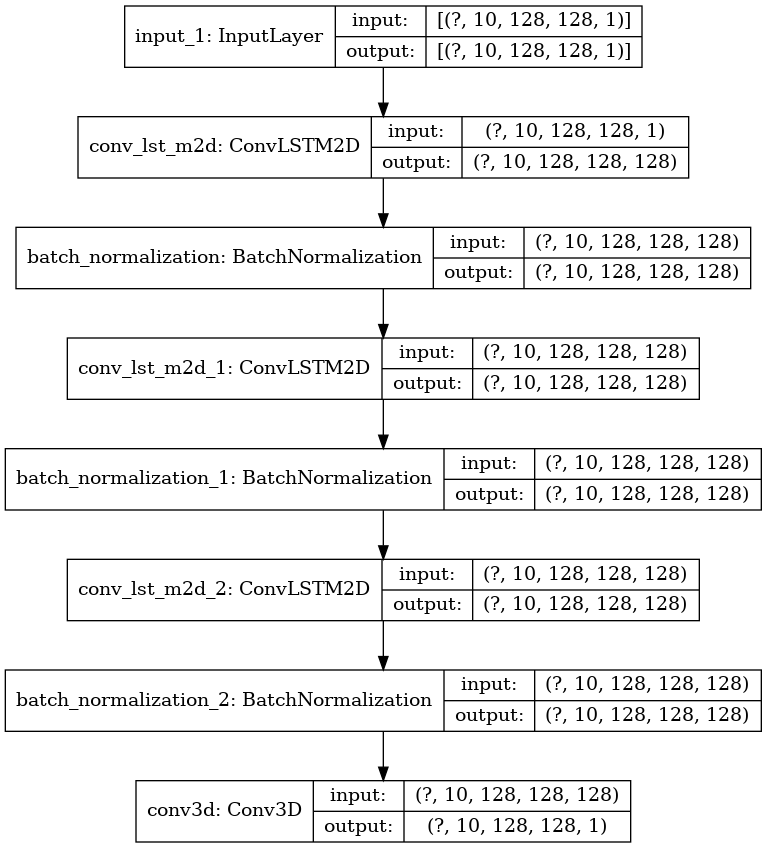 input_1: InputLayer
input: [(?, 10, 128, 128, 1)]
output: [(?, 10, 128, 128, 1)]
conv_lst_m2d: ConvLSTM2D
input: (?, 10, 128, 128, 1)
output: (?, 10, 128, 128, 128)
batch_normalization: BatchNormalization
input: (?, 10, 128, 128, 128)
output: (?, 10, 128, 128, 128)
conv_lst_m2d_1: ConvLSTM2D
input: (?, 10, 128, 128, 128)
output: (?, 10, 128, 128, 128)
batch_normalization_1: BatchNormalization
input: (?, 10, 128, 128, 128)
output: (?, 10, 128, 128, 128)
conv_lst_m2d_2: ConvLSTM2D
input: (?, 10, 128, 128, 128)
output: (?, 10, 128, 128, 128)
batch_normalization_2: BatchNormalization
input: (?, 10, 128, 128, 128)
output: (?, 10, 128, 128, 128)
conv3d: Conv3D
input: (?, 10, 128, 128, 128)
output: (?, 10, 128, 128, 1)